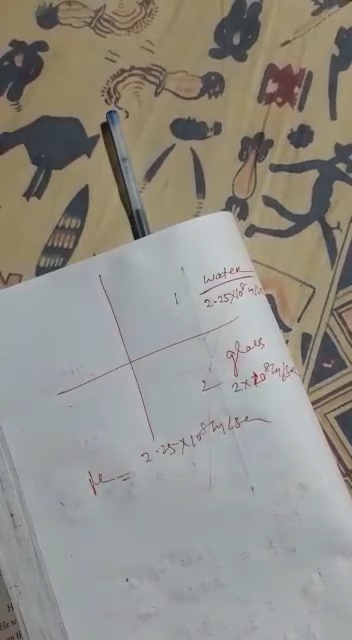 1 water
2.25×10⁸ m/sec
2 glass
2×10⁸ m/sec
μ = 2.25×10⁸ m/sec